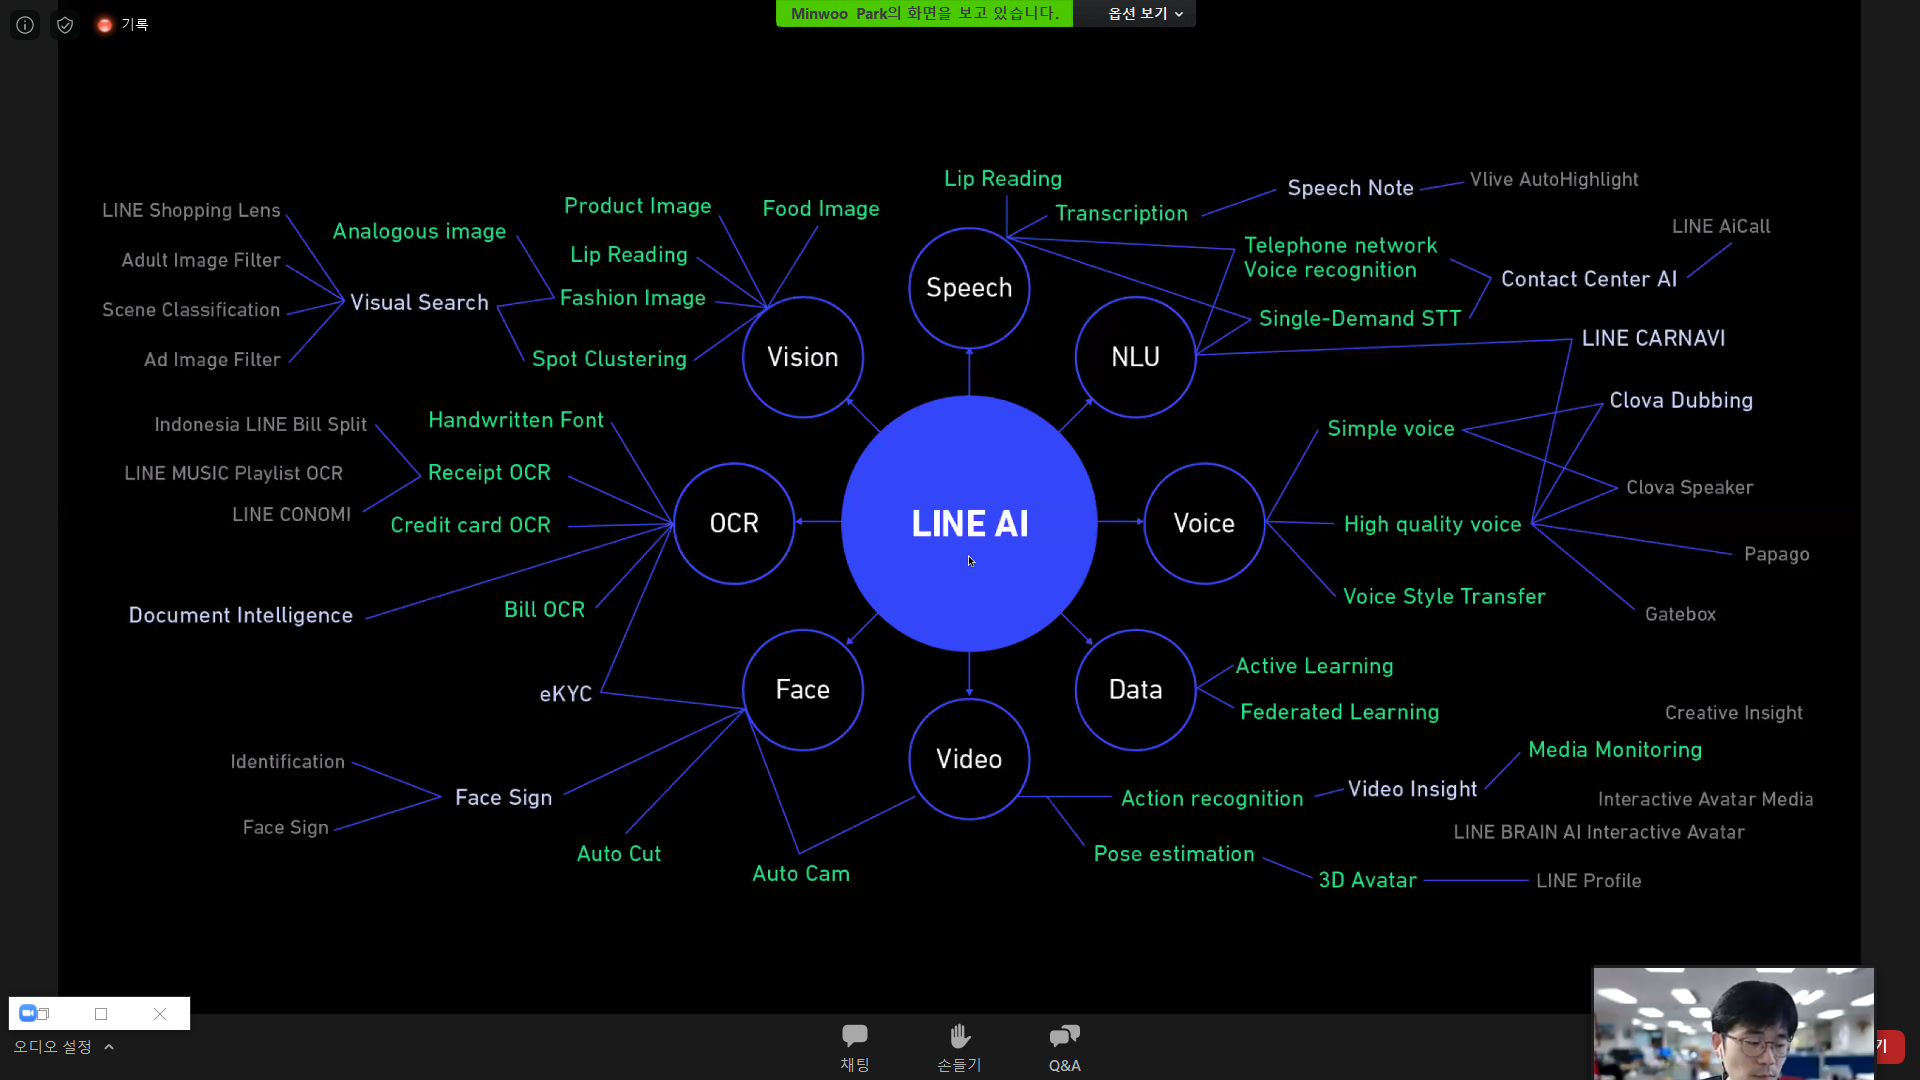 기록
Minwoo Park의 화면을 보고 있습니다.
옵션 보기
Lip Reading
Speech Note
Vlive AutoHighlight
Product Image
Food Image
Transcription
LINE Shopping Lens
Analogous image
LINE AiCall
Telephone network
Voice recognition
Lip Reading
Adult Image Filter
Contact Center AI
Speech
Fashion Image
Visual Search
Scene Classification
Single-Demand STT
LINE CARNAVI
Vision
NLU
Spot Clustering
Ad Image Filter
Clova Dubbing
Indonesia LINE Bill Split
Handwritten Font
Simple voice
LINE MUSIC Playlist OCR
Receipt OCR
Clova Speaker
LINE CONOMI
Credit card OCR
OCR
LINE AI
Voice
High quality voice
Papago
Document Intelligence
Bill OCR
Voice Style Transfer
Gatebox
Active Learning
eKYC
Face
Data
Federated Learning
Creative Insight
Media Monitoring
Identification
Video
Face Sign
Action recognition
Video Insight
Interactive Avatar Media
Face Sign
LINE BRAIN AI Interactive Avatar
Auto Cut
Auto Cam
Pose estimation
3D Avatar
LINE Profile
오디오 설정
채팅
손들기
Q&A
기